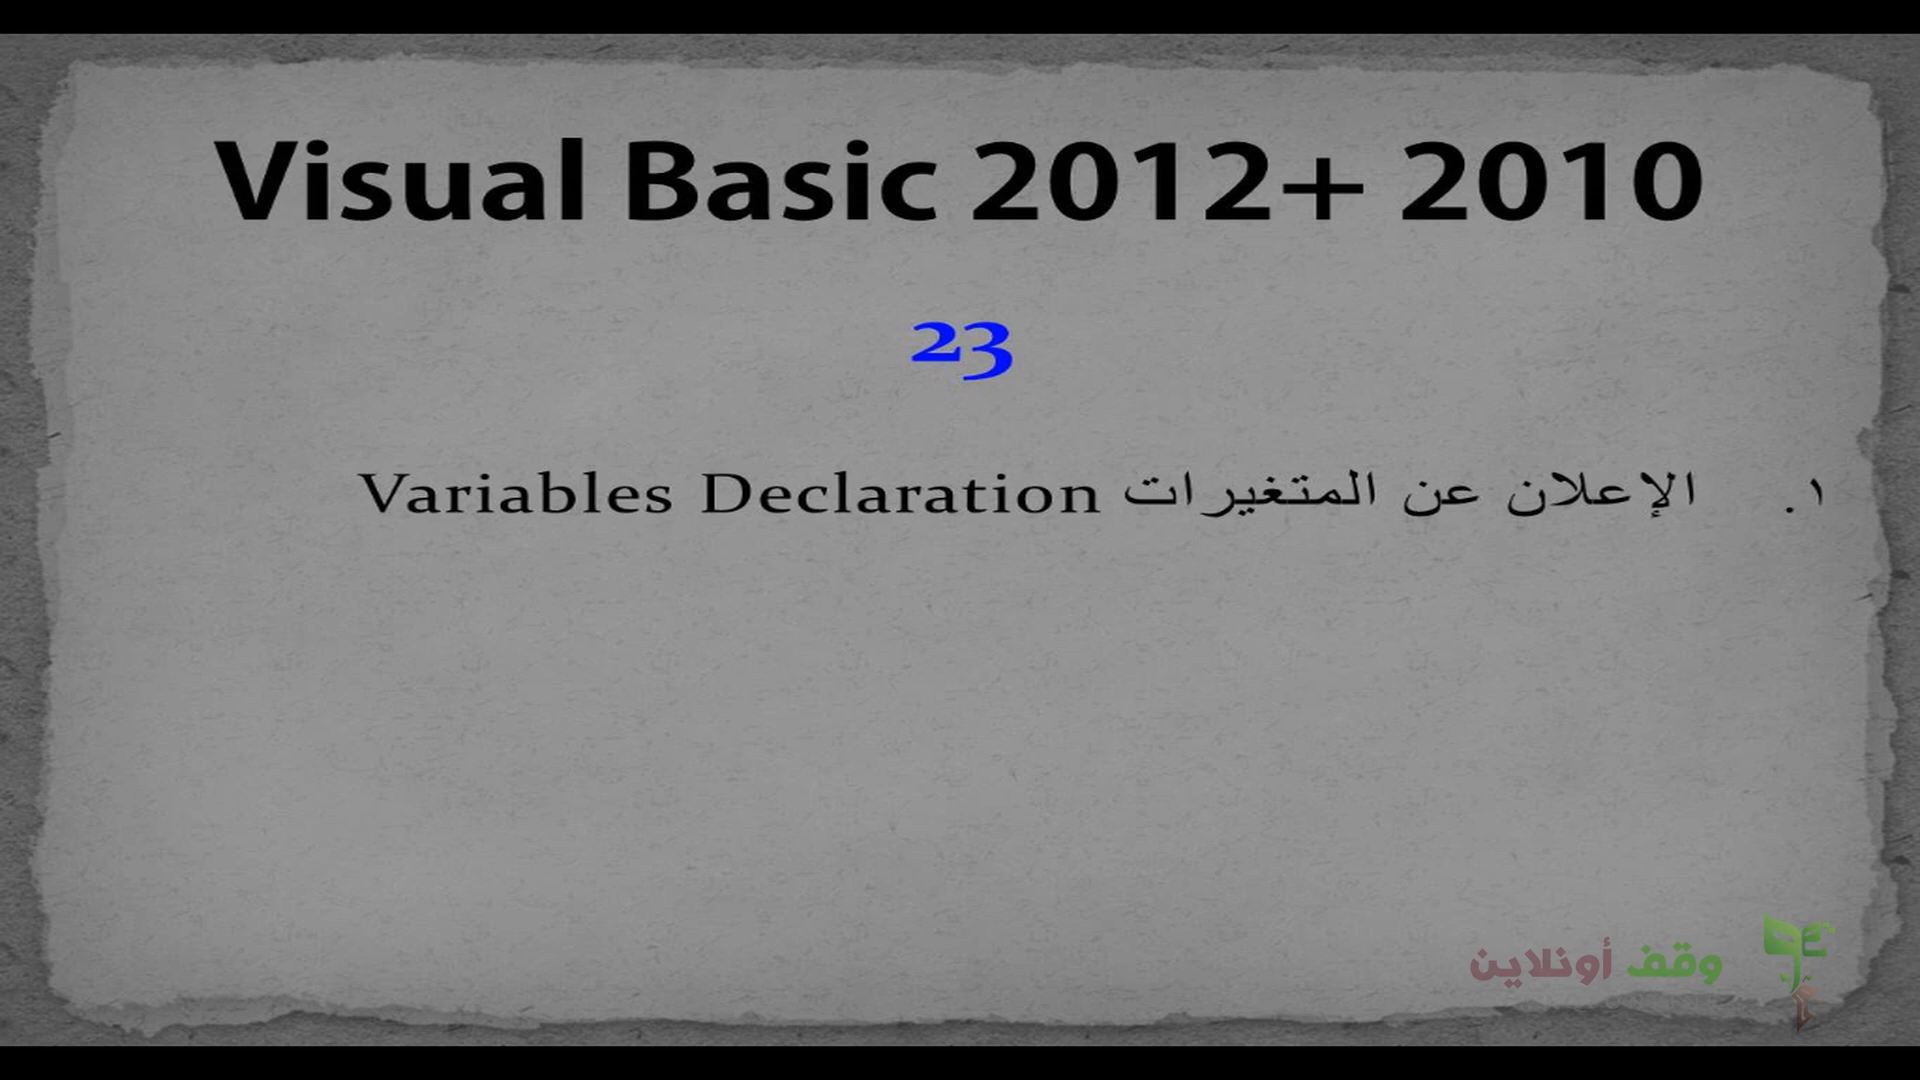 Visual Basic 2012+ 2010
23
١. الإعلان عن المتغيرات Variables Declaration
وقف أونلاين